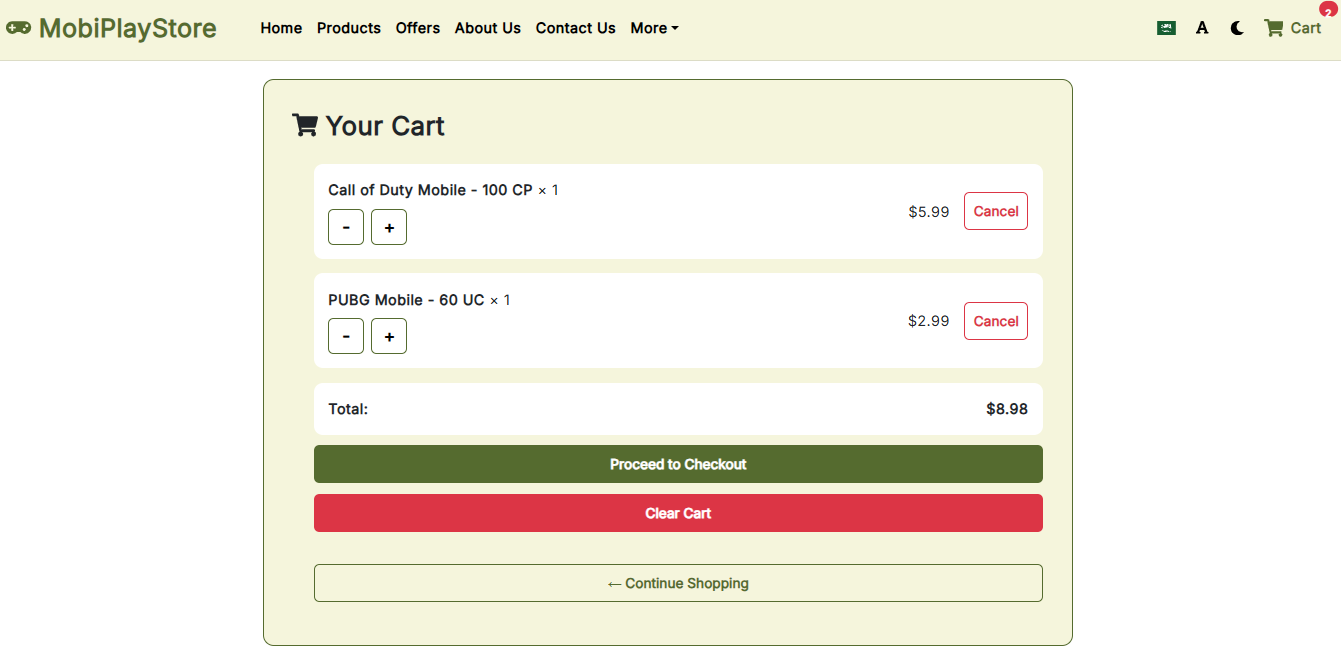 MobiPlayStore
Home Products Offers About Us Contact Us More
A
2
Cart
Your Cart
Call of Duty Mobile - 100 CP × 1
- +
$5.99
Cancel
PUBG Mobile - 60 UC × 1
- +
$2.99
Cancel
Total: $8.98
Proceed to Checkout
Clear Cart
← Continue Shopping